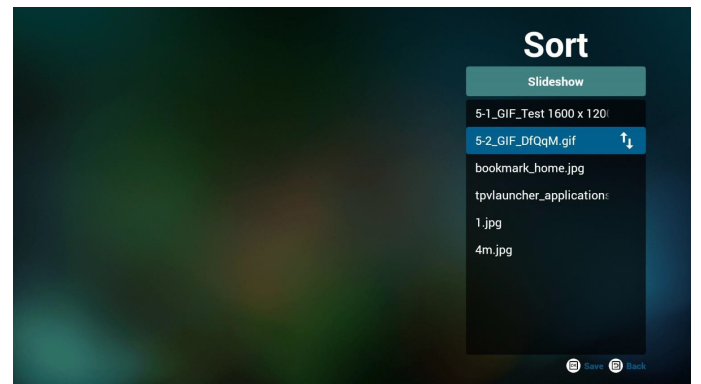 Sort
Slideshow
5-1_GIF_Test 1600 x 120
5-2_GIF_DfQqM.gif
bookmark_home.jpg
tpvlauncher_applications
1.jpg
4m.jpg
Save Back